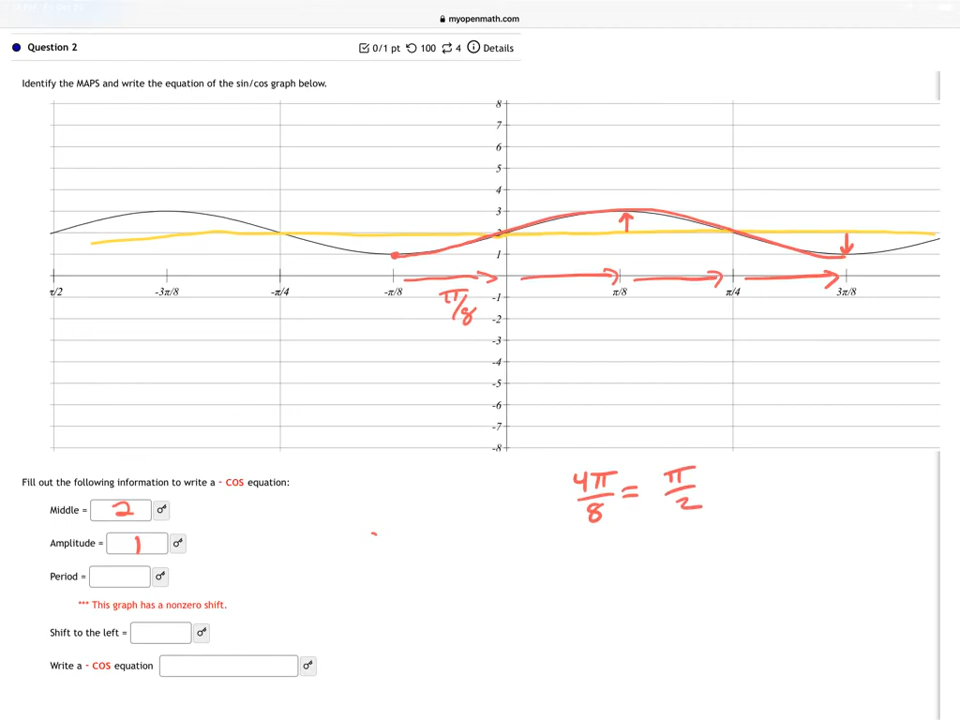 myopenmath.com
Question 2
0/1 pt 100 4 Details
Identify the MAPS and write the equation of the sin/cos graph below.
8
7
6
5
4
3
2
1
π/2 -3π/8 -π/4 -π/8 π/8 π/4 3π/8
π/8
-1
-2
-3
-4
-5
-6
-7
-8
Fill out the following information to write a - COS equation:
4π/8 = π/2
Middle = 2
Amplitude = 1
Period =
*** This graph has a nonzero shift.
Shift to the left =
Write a - COS equation